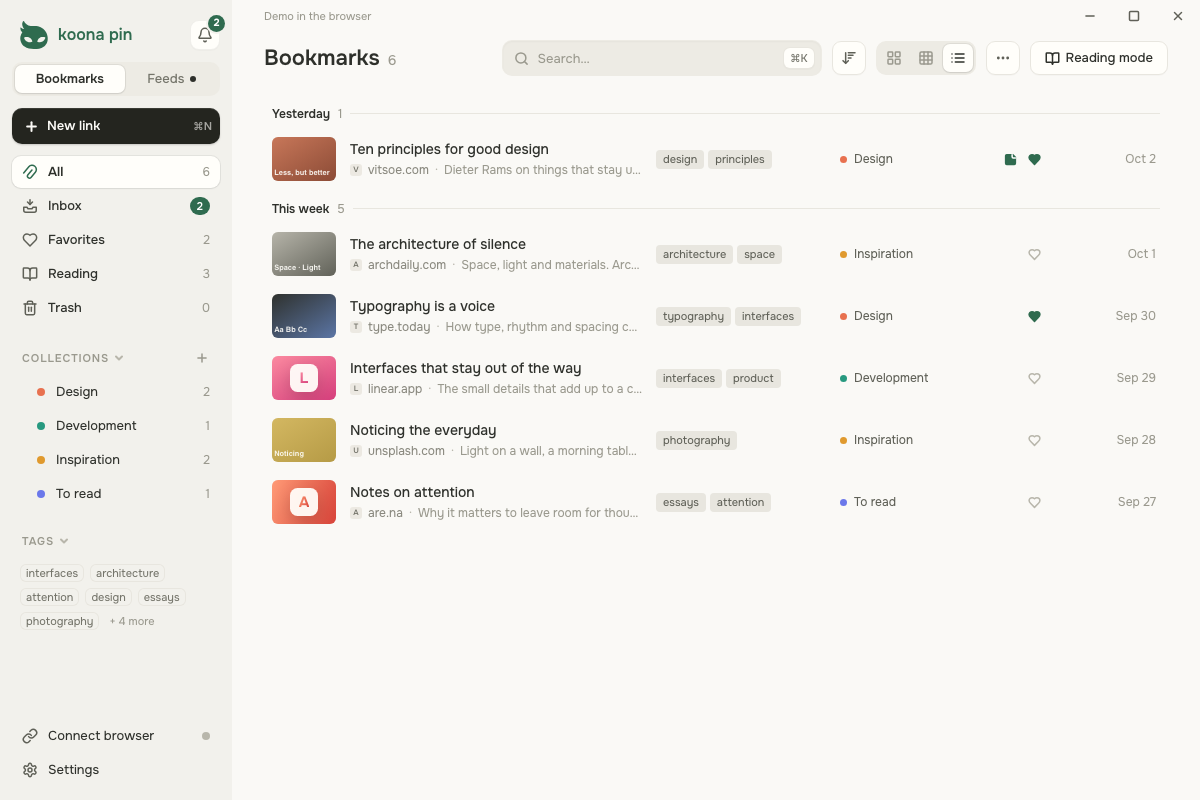 koona pin
2
Bookmarks
Feeds
New link
⌘N
All 6
Inbox 2
Favorites 2
Reading 3
Trash 0
COLLECTIONS
Design 2
Development 1
Inspiration 2
To read 1
TAGS
interfaces architecture
attention design essays
photography + 4 more
Connect browser
Settings
Demo in the browser
Bookmarks 6
Search... ⌘K
Reading mode
Yesterday 1
Less, but better
Ten principles for good design
V vitsoe.com · Dieter Rams on things that stay u...
design principles
Design
Oct 2
This week 5
Space · Light
The architecture of silence
A archdaily.com · Space, light and materials. Arc...
architecture space
Inspiration
Oct 1
Aa Bb Cc
Typography is a voice
T type.today · How type, rhythm and spacing c...
typography interfaces
Design
Sep 30
L
Interfaces that stay out of the way
L linear.app · The small details that add up to a c...
interfaces product
Development
Sep 29
Noticing
Noticing the everyday
U unsplash.com · Light on a wall, a morning tabl...
photography
Inspiration
Sep 28
A
Notes on attention
A are.na · Why it matters to leave room for thou...
essays attention
To read
Sep 27